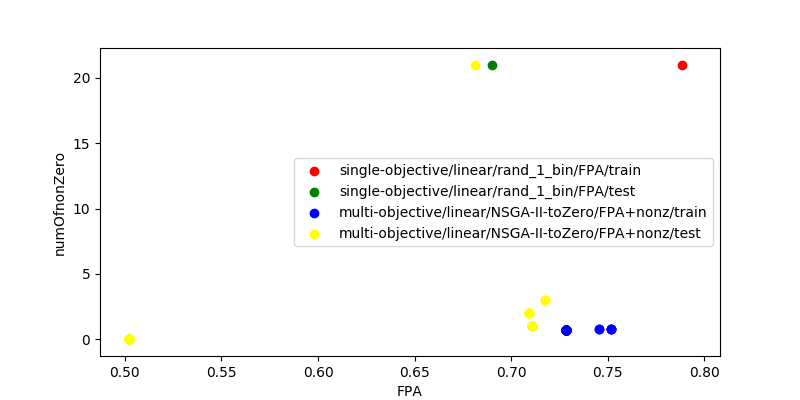 20
15
10
5
0
numOfnonZero
single-objective/linear/rand_1_bin/FPA/train
single-objective/linear/rand_1_bin/FPA/test
multi-objective/linear/NSGA-II-toZero/FPA+nonz/train
multi-objective/linear/NSGA-II-toZero/FPA+nonz/test
0.50 0.55 0.60 0.65 0.70 0.75 0.80
FPA